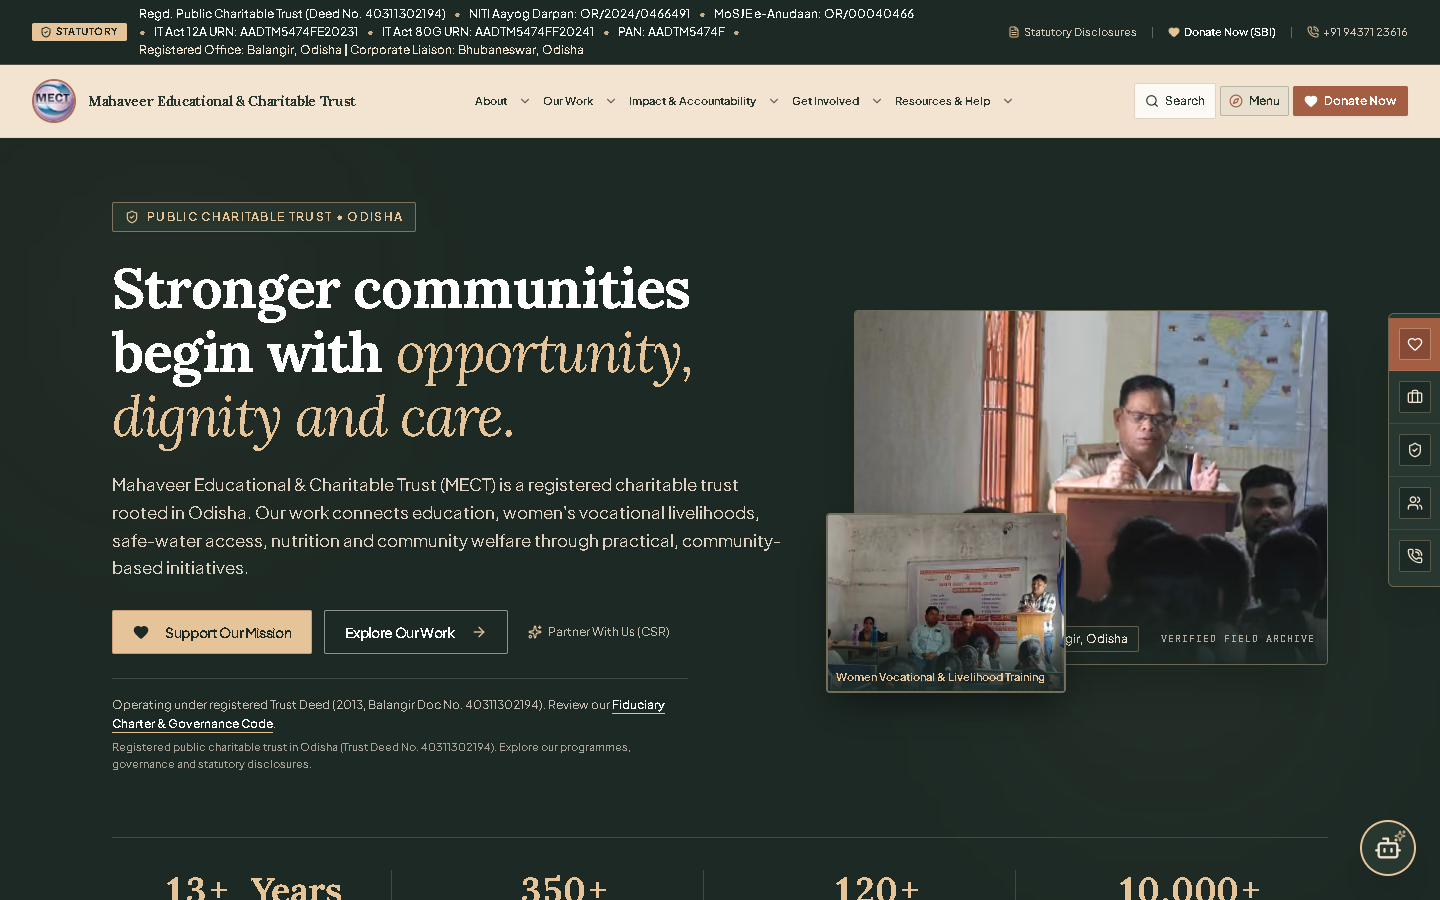 STATUTORY
Regd. Public Charitable Trust (Deed No. 40311302194) • NITI Aayog Darpan: OR/2024/0466491 • MoSJE e-Anudaan: OR/00040466
• IT Act 12A URN: AADTM5474FE20231 • IT Act 80G URN: AADTM5474FF20241 • PAN: AADTM5474F •
Registered Office: Balangir, Odisha | Corporate Liaison: Bhubaneswar, Odisha
Statutory Disclosures
Donate Now (SBI)
+91 94371 23616
MECT
Mahaveer Educational & Charitable Trust
About
Our Work
Impact & Accountability
Get Involved
Resources & Help
Search
Menu
Donate Now
PUBLIC CHARITABLE TRUST • ODISHA
Stronger communities
begin with opportunity,
dignity and care.
Mahaveer Educational & Charitable Trust (MECT) is a registered charitable trust
rooted in Odisha. Our work connects education, women's vocational livelihoods,
safe-water access, nutrition and community welfare through practical, community-
based initiatives.
Support Our Mission
Explore Our Work
Partner With Us (CSR)
Operating under registered Trust Deed (2013, Balangir Doc No. 40311302194). Review our Fiduciary
Charter & Governance Code.
Registered public charitable trust in Odisha (Trust Deed No. 40311302194). Explore our programmes,
governance and statutory disclosures.
gir, Odisha
VERIFIED FIELD ARCHIVE
Women Vocational & Livelihood Training
13+ Years
350+
120+
10,000+